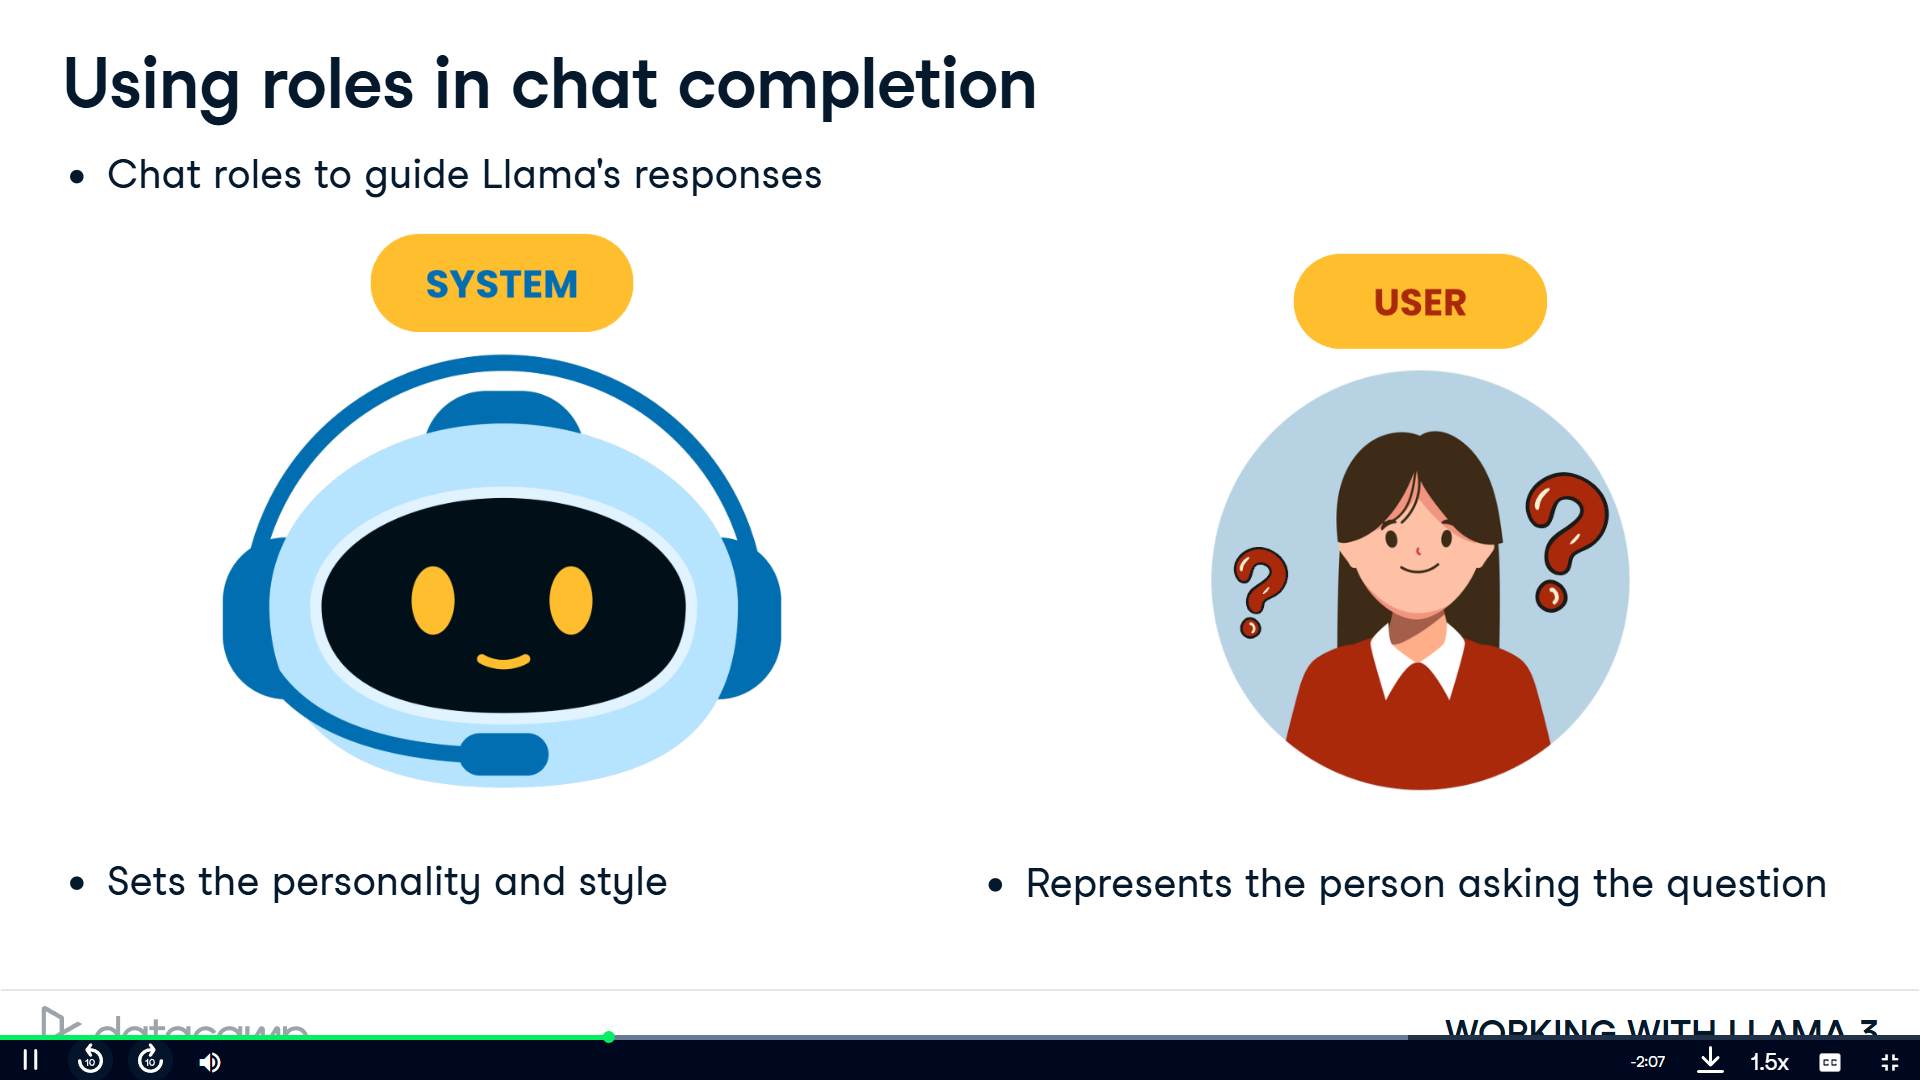 Using roles in chat completion
• Chat roles to guide Llama's responses
SYSTEM
USER
• Sets the personality and style
• Represents the person asking the question
datacamp
WORKING WITH LLAMA 3
10
10
-2:07
1.5x
CC